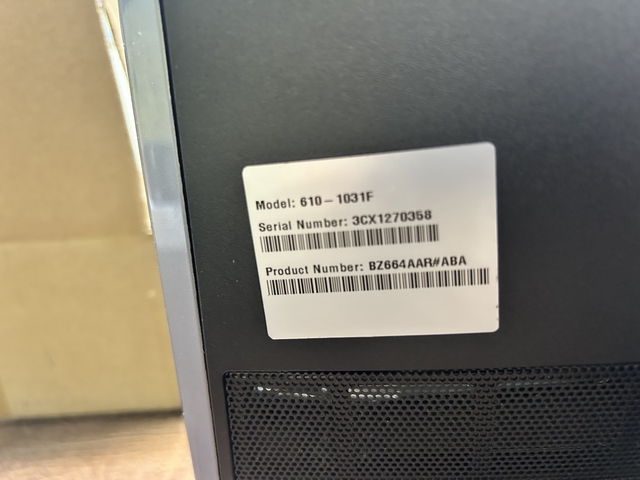 Model: 610-1031F
Serial Number: 3CX1270358
Product Number: BZ664AAR#ABA